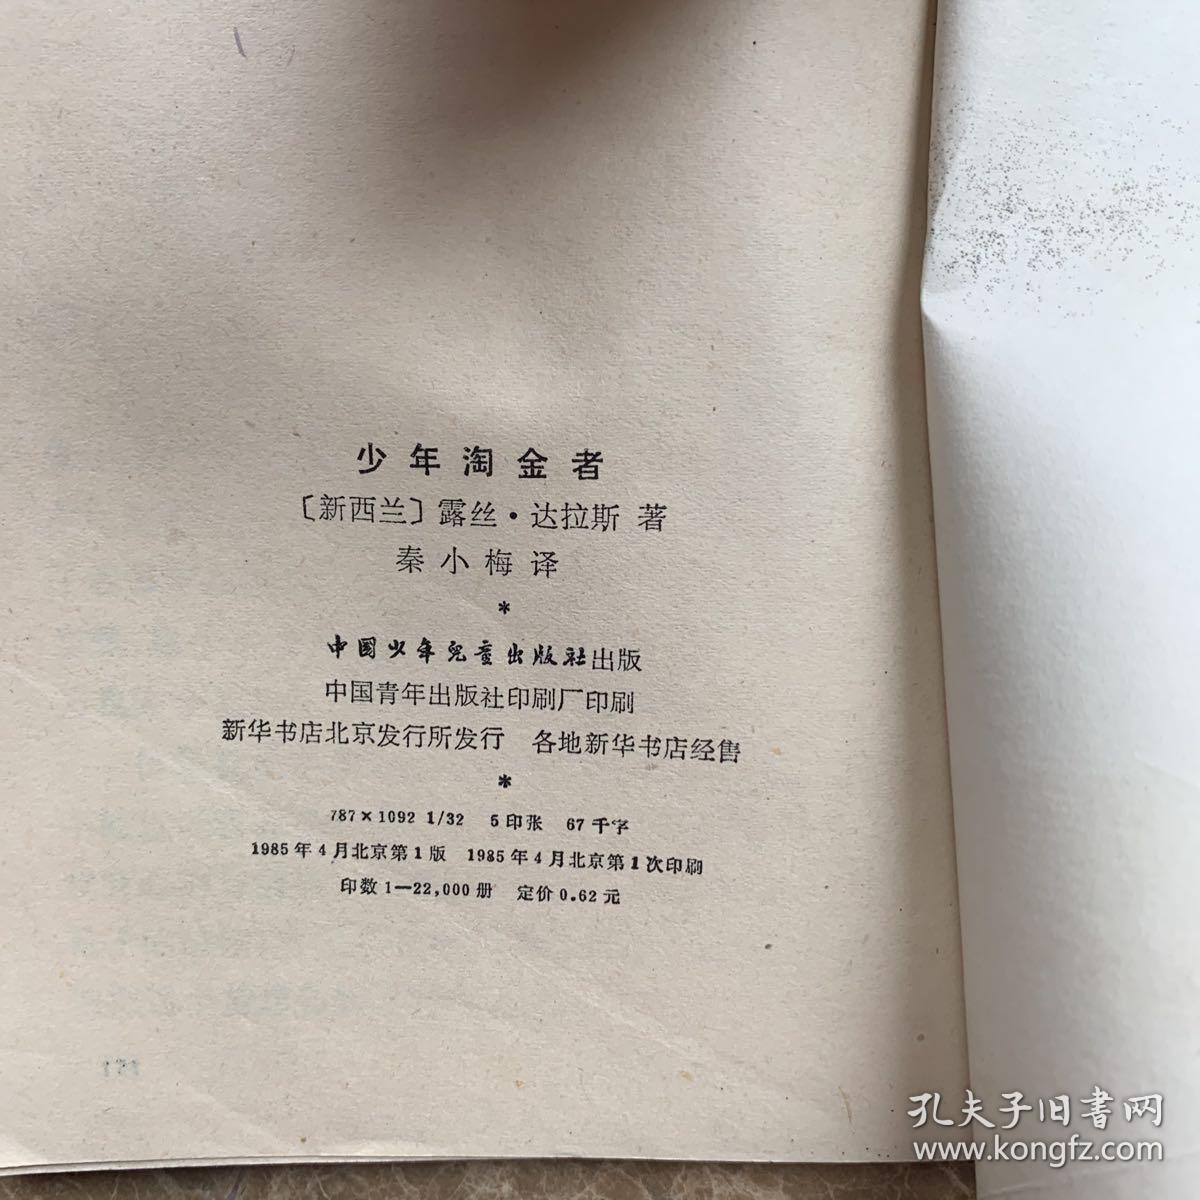 少年淘金者
〔新西兰〕露丝·达拉斯 著
秦小梅译
*
中国少年儿童出版社出版
中国青年出版社印刷厂印刷
新华书店北京发行所发行 各地新华书店经售
*
787×1092 1/32 5印张 67千字
1985年4月北京第1版 1985年4月北京第1次印刷
印数1—22,000册 定价0.62元
孔夫子旧书网
www.kongfz.com